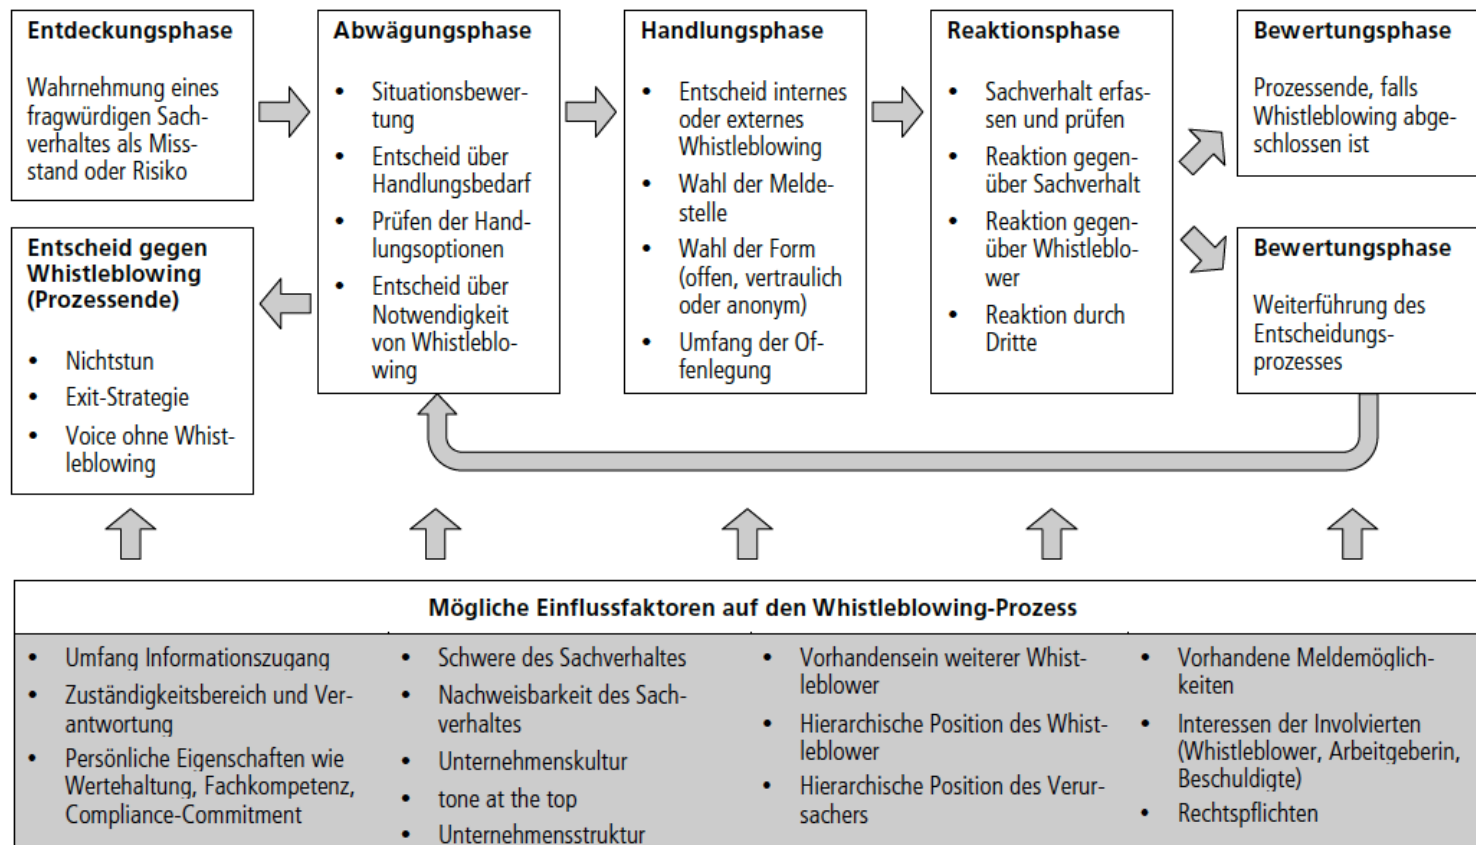 Entdeckungsphase
Wahrnehmung eines
fragwürdigen Sach-
verhaltes als Miss-
stand oder Risiko
Entscheid gegen
Whistleblowing
(Prozessende)
• Nichtstun
• Exit-Strategie
• Voice ohne Whist-
leblowing
Abwägungsphase
• Situationsbewer-
tung
• Entscheid über
Handlungsbedarf
• Prüfen der Hand-
lungsoptionen
• Entscheid über
Notwendigkeit
von Whistleblo-
wing
Handlungsphase
• Entscheid internes
oder externes
Whistleblowing
• Wahl der Melde-
stelle
• Wahl der Form
(offen, vertraulich
oder anonym)
• Umfang der Of-
fenlegung
Reaktionsphase
• Sachverhalt erfas-
sen und prüfen
• Reaktion gegen-
über Sachverhalt
• Reaktion gegen-
über Whistleblo-
wer
• Reaktion durch
Dritte
Bewertungsphase
Prozessende, falls
Whistleblowing abge-
schlossen ist
Bewertungsphase
Weiterführung des
Entscheidungs-
prozesses
Mögliche Einflussfaktoren auf den Whistleblowing-Prozess
• Umfang Informationszugang
• Zuständigkeitsbereich und Ver-
antwortung
• Persönliche Eigenschaften wie
Wertehaltung, Fachkompetenz,
Compliance-Commitment
• Schwere des Sachverhaltes
• Nachweisbarkeit des Sach-
verhaltes
• Unternehmenskultur
• tone at the top
• Unternehmensstruktur
• Vorhandensein weiterer Whist-
leblower
• Hierarchische Position des Whist-
leblower
• Hierarchische Position des Verur-
sachers
• Vorhandene Meldemöglich-
keiten
• Interessen der Involvierten
(Whistleblower, Arbeitgeberin,
Beschuldigte)
• Rechtspflichten